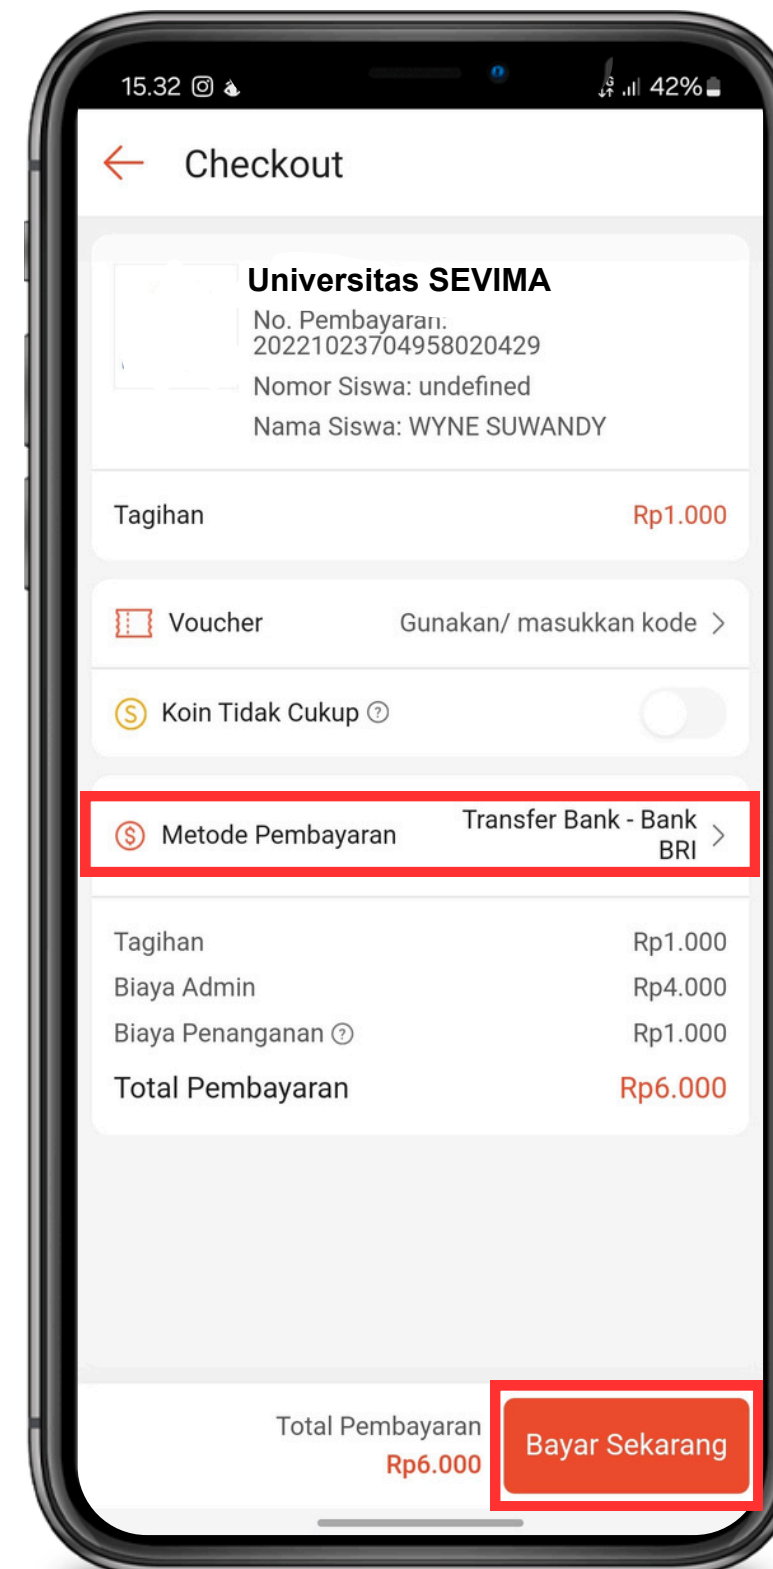 15.32 42%
Checkout
Universitas SEVIMA
No. Pembayaran:
20221023704958020429
Nomor Siswa: undefined
Nama Siswa: WYNE SUWANDY
Tagihan Rp1.000
Voucher Gunakan/ masukkan kode
Koin Tidak Cukup
Metode Pembayaran Transfer Bank - Bank
BRI
Tagihan Rp1.000
Biaya Admin Rp4.000
Biaya Penanganan Rp1.000
Total Pembayaran Rp6.000
Total Pembayaran
Rp6.000
Bayar Sekarang